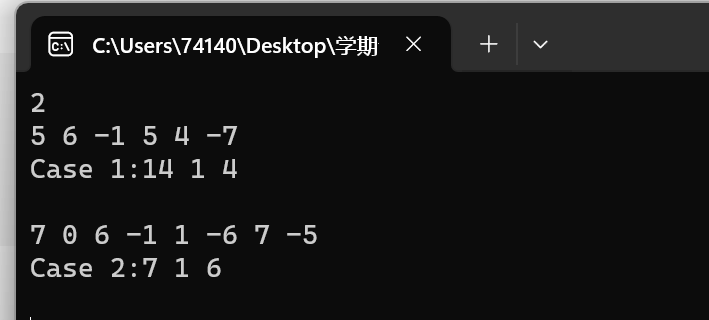 C:\Users\74140\Desktop\学期
2
5 6 -1 5 4 -7
Case 1:14 1 4
7 0 6 -1 1 -6 7 -5
Case 2:7 1 6